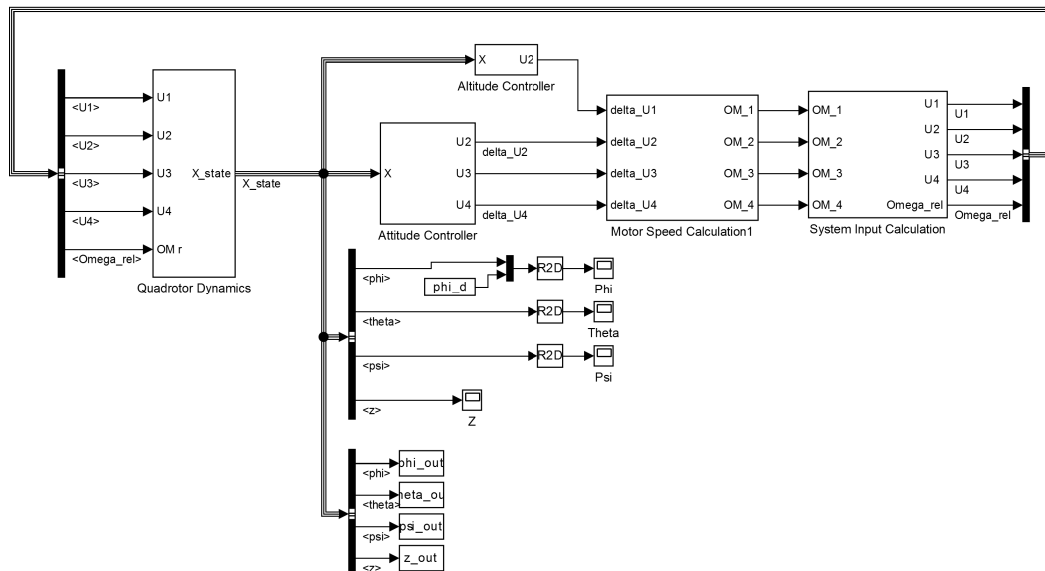 X U2
Altitude Controller
<U1>
<U2>
<U3>
<U4>
<Omega_rel>
U1
U2
U3
U4
OM r
X_state
Quadrotor Dynamics
X_state
X
U2
U3
U4
Attitude Controller
delta_U2
delta_U3
delta_U4
delta_U1
delta_U2
delta_U3
delta_U4
OM_1
OM_2
OM_3
OM_4
Motor Speed Calculation1
OM_1
OM_2
OM_3
OM_4
U1
U2
U3
U4
Omega_rel
System Input Calculation
U1
U2
U3
U4
Omega_rel
<phi>
phi_d
R2D
Phi
<theta>
R2D
Theta
<psi>
R2D
Psi
<z>
Z
<phi>
phi_out
<theta>
heta_ou
<psi>
psi_out
<z>
z_out